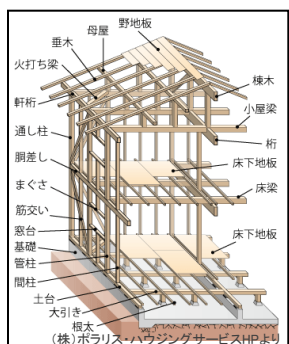 野地板
母屋
垂木
火打ち梁
棟木
軒桁
小屋梁
通し柱
桁
胴差し
床下地板
まぐさ
床梁
筋交い
窓台
床下地板
基礎
管柱
間柱
土台
大引き
根太
(株)ポラリス・ハウジングサービスHPより